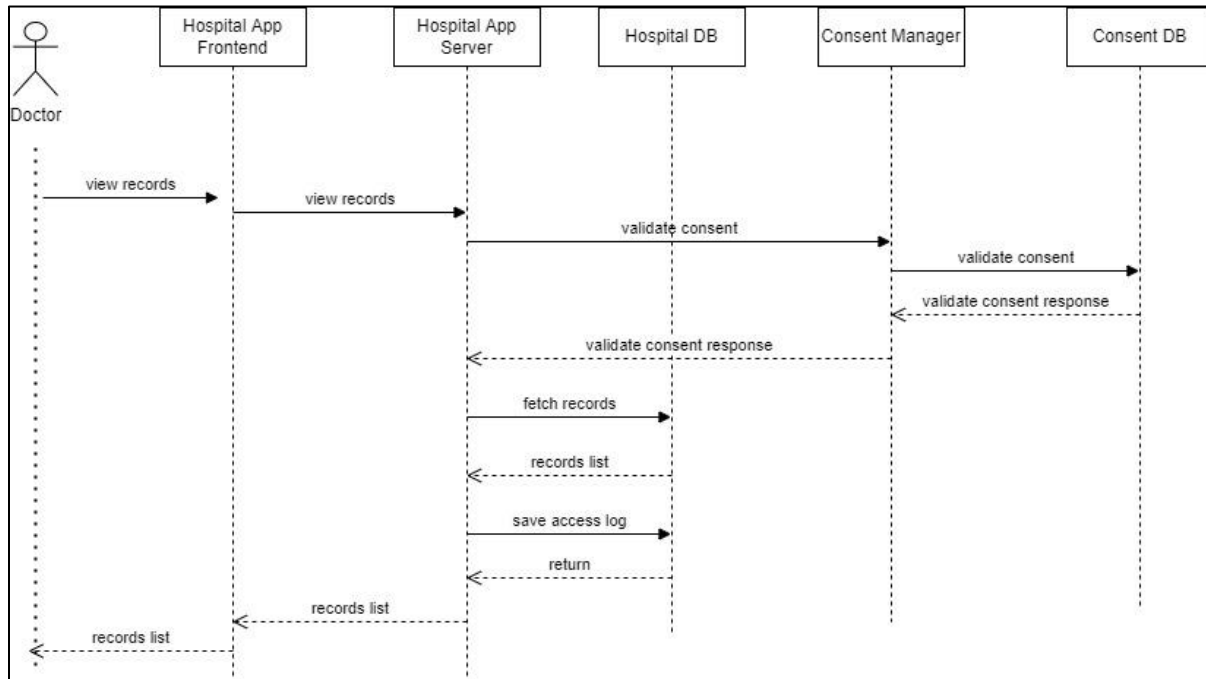 Hospital App
Frontend
Hospital App
Server
Hospital DB
Consent Manager
Consent DB
Doctor
view records
view records
validate consent
validate consent
validate consent response
validate consent response
fetch records
records list
save access log
return
records list
records list